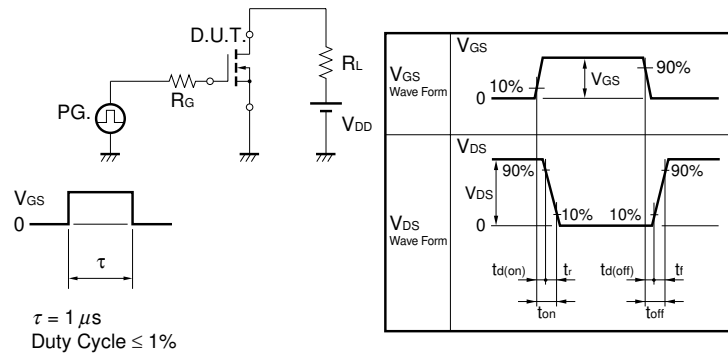 D.U.T.
RL
RG
PG.
VDD
VGS
0
τ
τ = 1 μs
Duty Cycle ≤ 1%
VGS
Wave Form
VGS
10%
VGS
90%
0
VDS
Wave Form
VDS
90%
VDS
90%
10%
10%
0
td(on)
tr
td(off)
tf
ton
toff